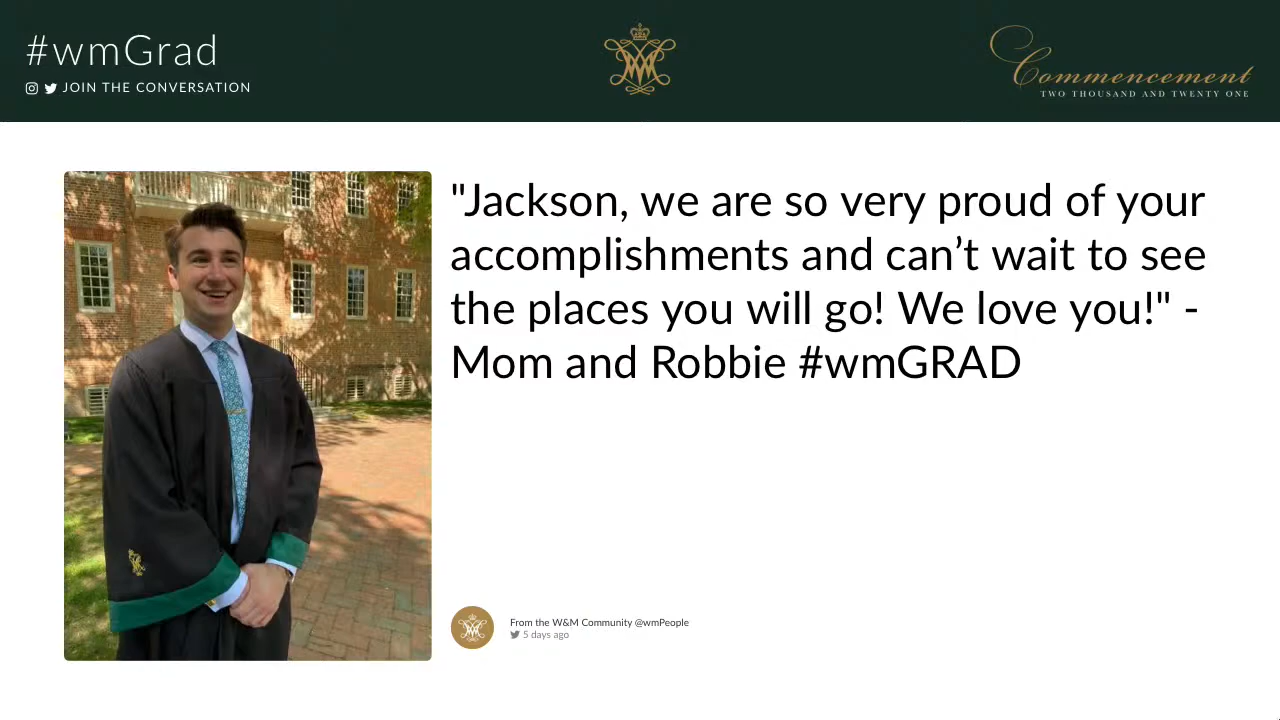 #wmGrad
JOIN THE CONVERSATION
Commencement
TWO THOUSAND AND TWENTY ONE
"Jackson, we are so very proud of your
accomplishments and can’t wait to see
the places you will go! We love you!" -
Mom and Robbie #wmGRAD
From the W&M Community @wmPeople
5 days ago